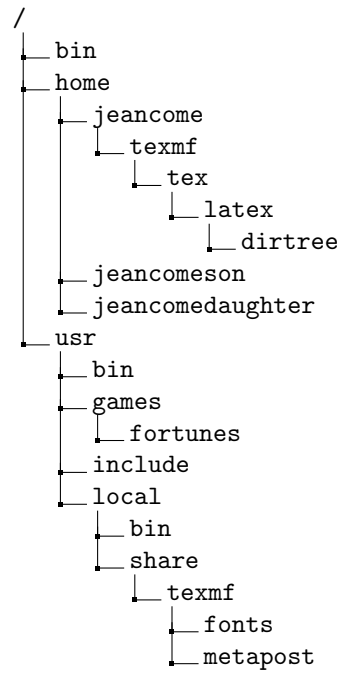 /
bin
home
jeancome
texmf
tex
latex
dirtree
jeancomeson
jeancomedaughter
usr
bin
games
fortunes
include
local
bin
share
texmf
fonts
metapost